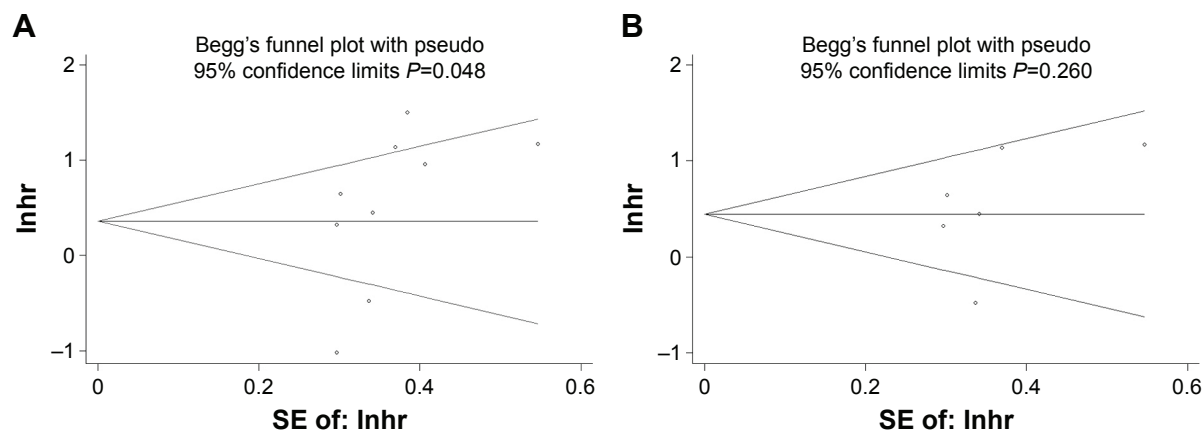 A
Begg's funnel plot with pseudo
95% confidence limits P=0.048
2
1
0
–1
lnhr
0
0.2
0.4
0.6
SE of: lnhr
B
Begg's funnel plot with pseudo
95% confidence limits P=0.260
2
1
0
–1
lnhr
0
0.2
0.4
0.6
SE of: lnhr